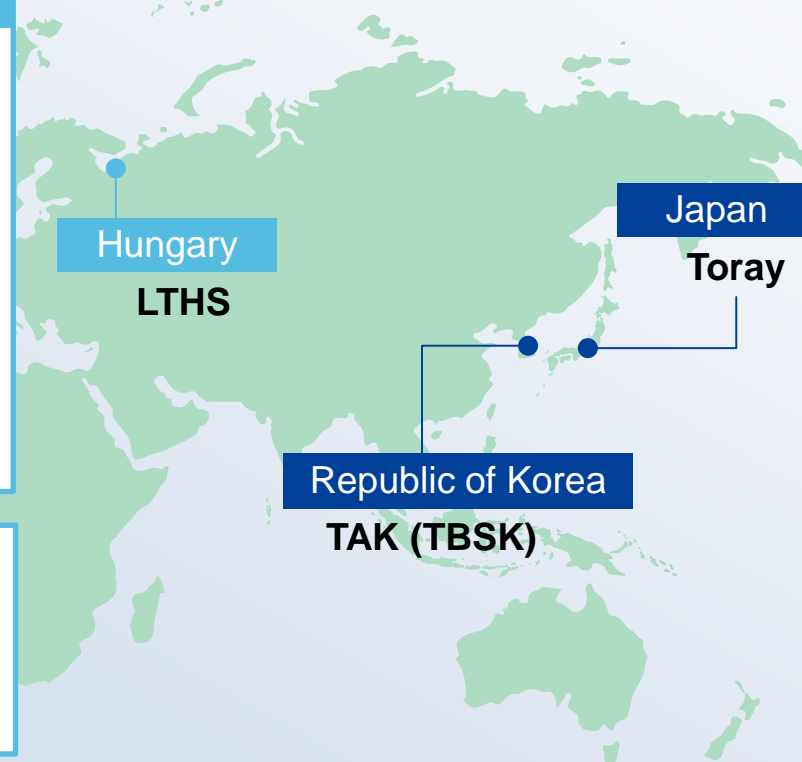 Japan
Toray
Hungary
LTHS
Republic of Korea
TAK (TBSK)